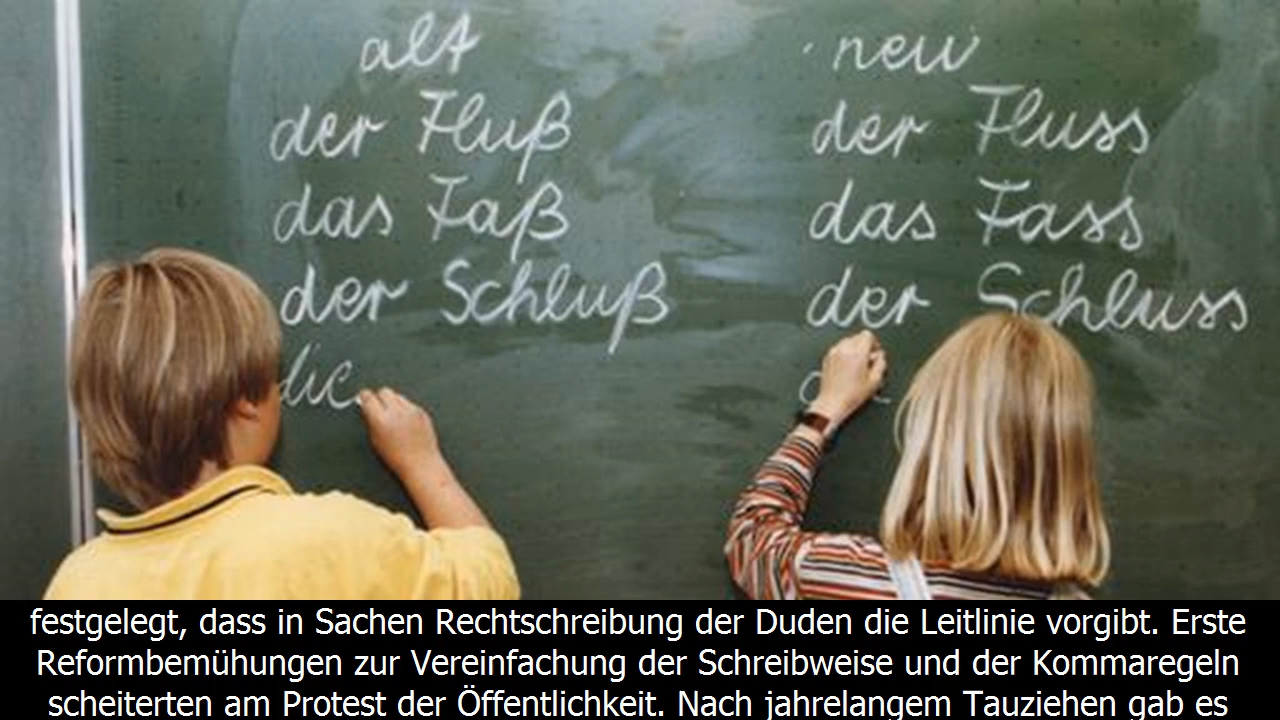 alt neu
der Fluß der Fluss
das Faß das Fass
der Schluß der Schluss
die
festgelegt, dass in Sachen Rechtschreibung der Duden die Leitlinie vorgibt. Erste
Reformbemühungen zur Vereinfachung der Schreibweise und der Kommaregeln
scheiterten am Protest der Öffentlichkeit. Nach jahrelangem Tauziehen gab es